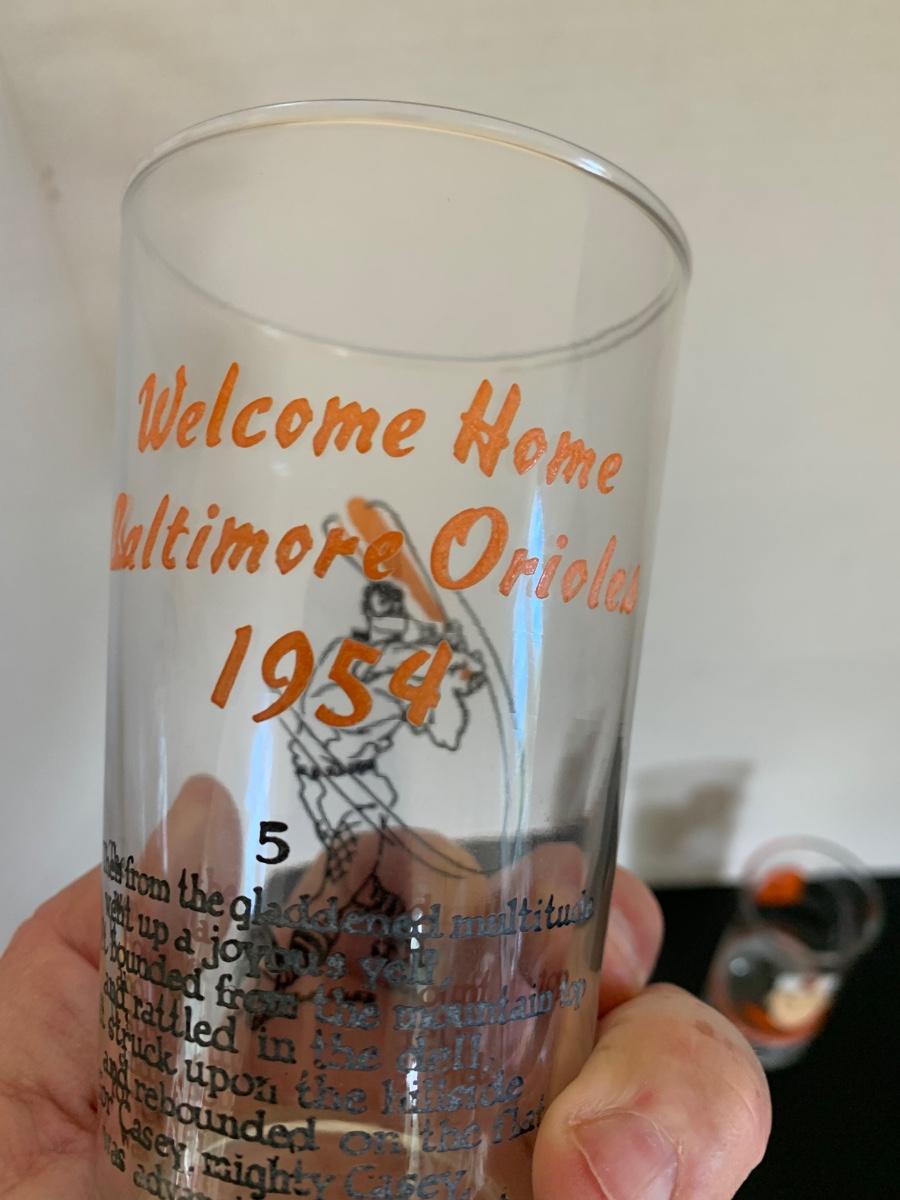 Welcome Home
Baltimore Orioles
1954
5
from the gladdened multitude
went up a joyous yell,
bounded from the mountain top
and rattled in the dell,
struck upon the hillside
and rebounded on the flat
Casey, mighty Casey,
was